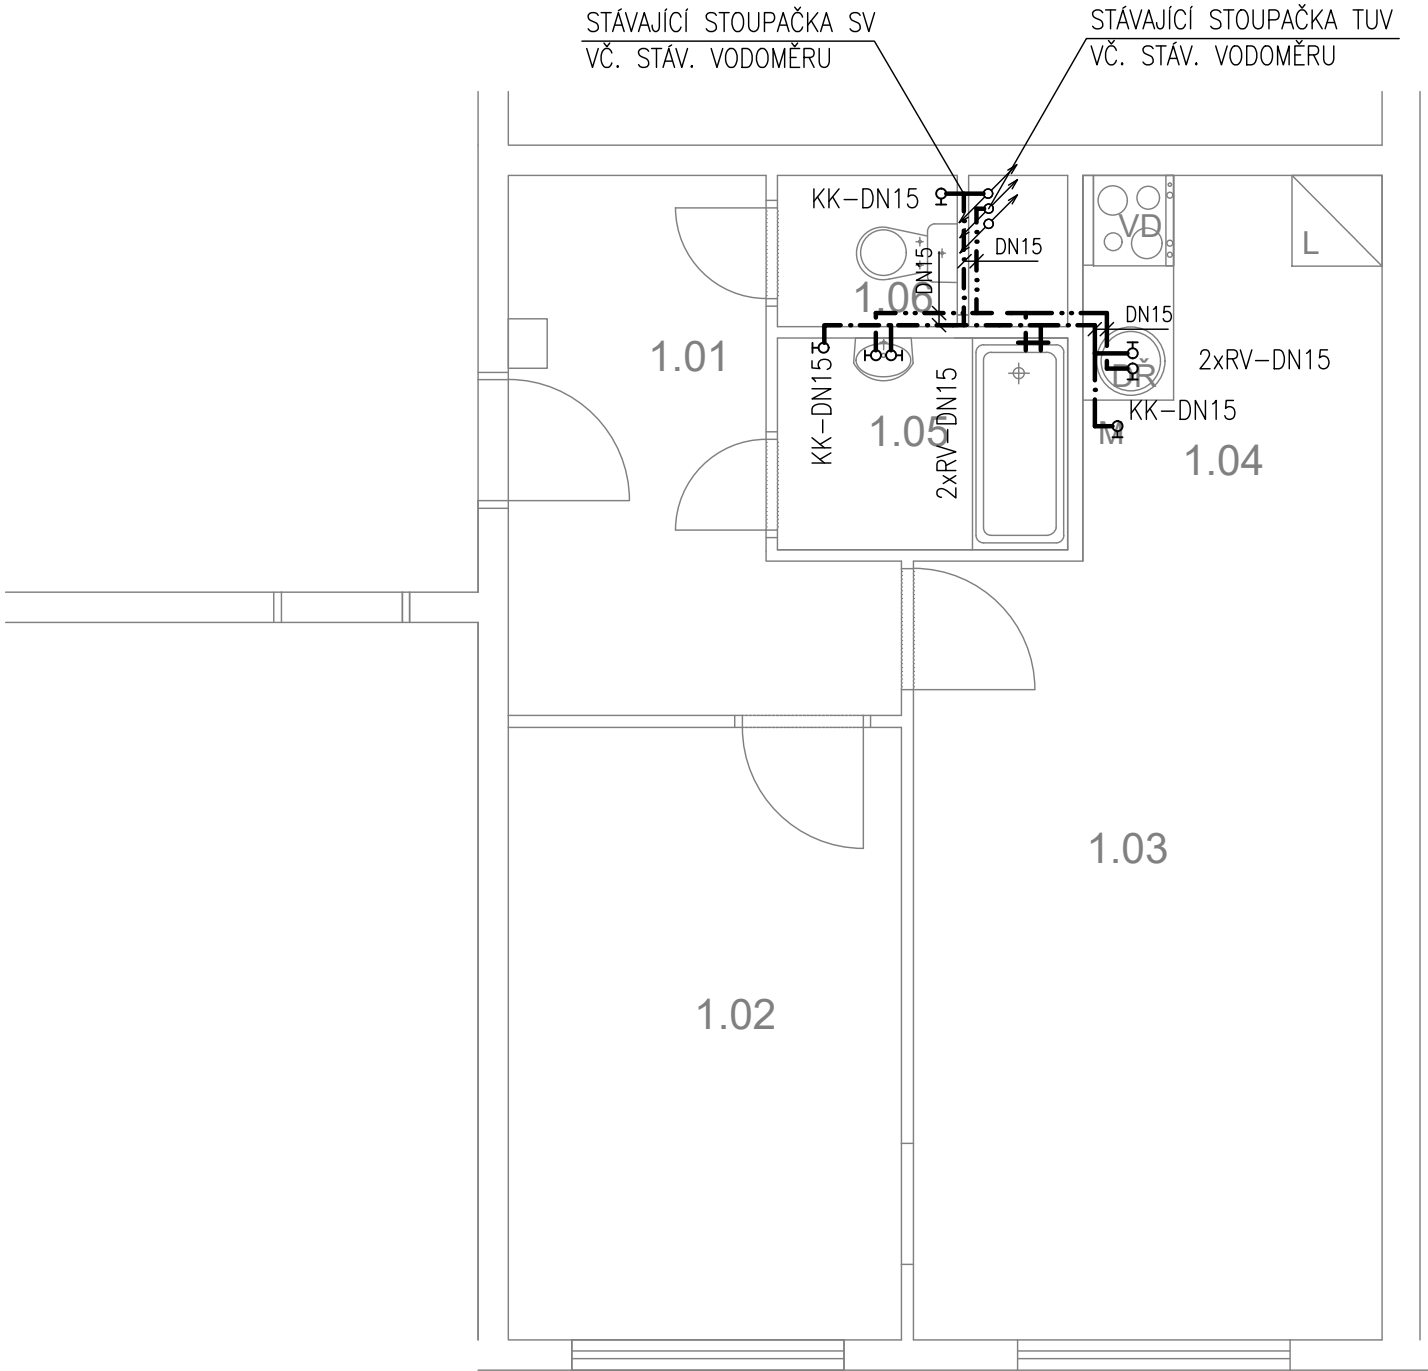 STÁVAJÍCÍ STOUPAČKA SV
VČ. STÁV. VODOMĚRU
STÁVAJÍCÍ STOUPAČKA TUV
VČ. STÁV. VODOMĚRU
KK-DN15
VD
L
DN15
DN15
1.06
DN15
1.01
2xRV-DN15
DŘ
KK-DN15
KK-DN15
1.05
2xRV-DN15
M
1.04
1.03
1.02